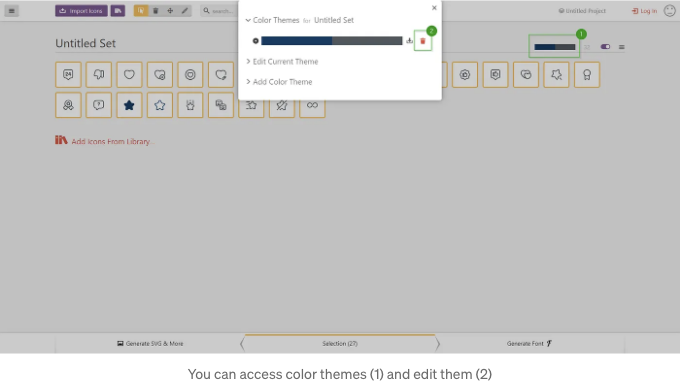 Import Icons
search...
Untitled Project
Log In
Color Themes for Untitled Set
2
Edit Current Theme
Add Color Theme
Untitled Set
1
24
Add Icons From Library...
Generate SVG & More
Selection (27)
Generate Font
You can access color themes (1) and edit them (2)